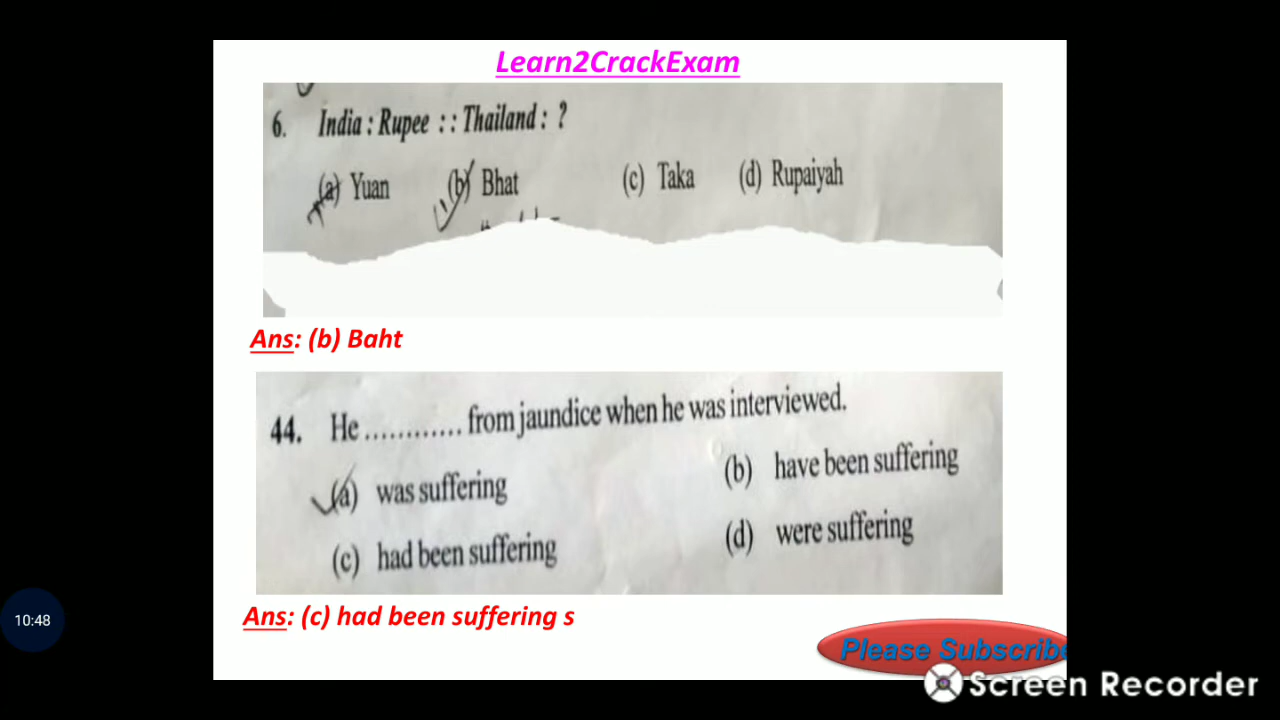 Learn2CrackExam
6. India : Rupee : : Thailand : ?
(a) Yuan (b) Bhat (c) Taka (d) Rupaiyah
Ans: (b) Baht
44. He ............ from jaundice when he was interviewed.
(a) was suffering (b) have been suffering
(c) had been suffering (d) were suffering
Ans: (c) had been suffering s
10:48
Please Subscribe
Screen Recorder